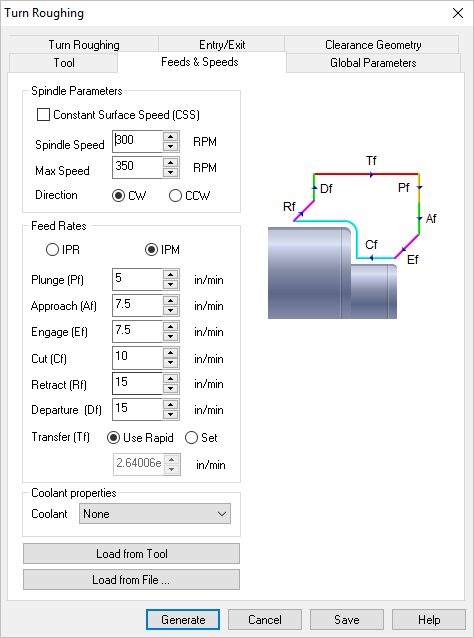 Turn Roughing
Turn Roughing Entry/Exit Clearance Geometry
Tool Feeds & Speeds Global Parameters
Spindle Parameters
Constant Surface Speed (CSS)
Spindle Speed 300 RPM
Max Speed 350 RPM
Direction CW CCW
Feed Rates
IPR IPM
Plunge (Pf) 5 in/min
Approach (Af) 7.5 in/min
Engage (Ef) 7.5 in/min
Cut (Cf) 10 in/min
Retract (Rf) 15 in/min
Departure (Df) 15 in/min
Transfer (Tf) Use Rapid Set
2.64006e in/min
Coolant properties
Coolant None
Load from Tool
Load from File ...
Tf
Df
Pf
Rf
Af
Cf
Ef
Generate Cancel Save Help